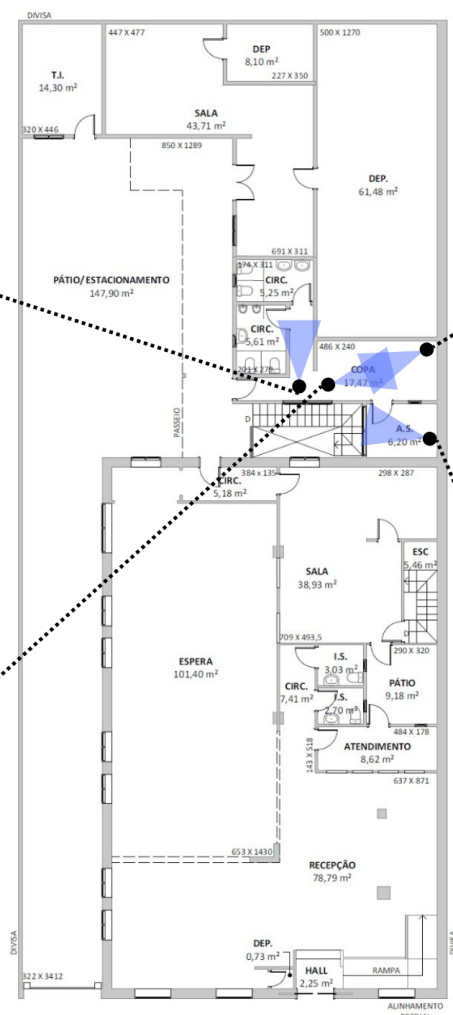 DIVISA
447 X 477
DEP
8,10 m²
227 X 350
500 X 1270
T.I.
14,30 m²
320 X 446
SALA
43,71 m²
850 X 1289
DEP.
61,48 m²
691 X 311
174 X 311
CIRC.
5,25 m²
PÁTIO/ESTACIONAMENTO
147,90 m²
CIRC.
5,61 m²
486 X 240
COPA
17,47 m²
PASSEIO
D
A.S.
6,20 m²
384 X 135
CIRC.
5,18 m²
298 X 287
ESC
5,46 m²
SALA
38,93 m²
D
709 X 493,5
290 X 320
I.S.
3,03 m²
ESPERA
101,40 m²
CIRC.
7,41 m²
I.S.
2,70 m²
PÁTIO
9,18 m²
484 X 178
143 X 518
ATENDIMENTO
8,62 m²
637 X 871
653 X 1430
RECEPÇÃO
78,79 m²
DIVISA
DIVISA
DEP.
0,73 m²
HALL
2,25 m²
RAMPA
322 X 3412
ALINHAMENTO